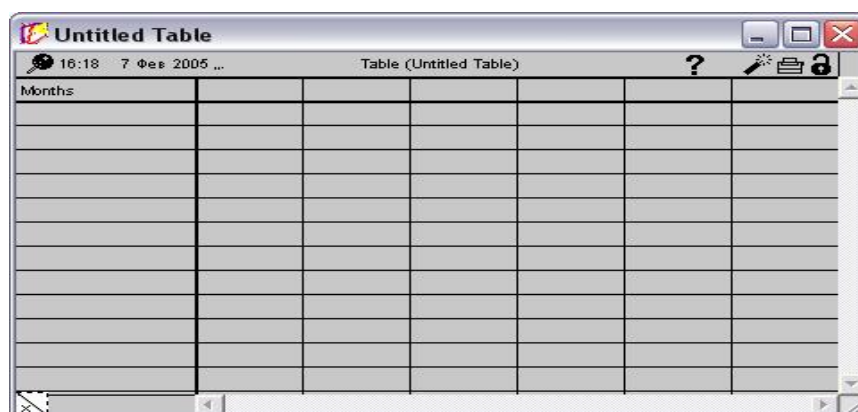 Untitled Table
16:18 7 Фев 2005 ... Table (Untitled Table) ?
Months